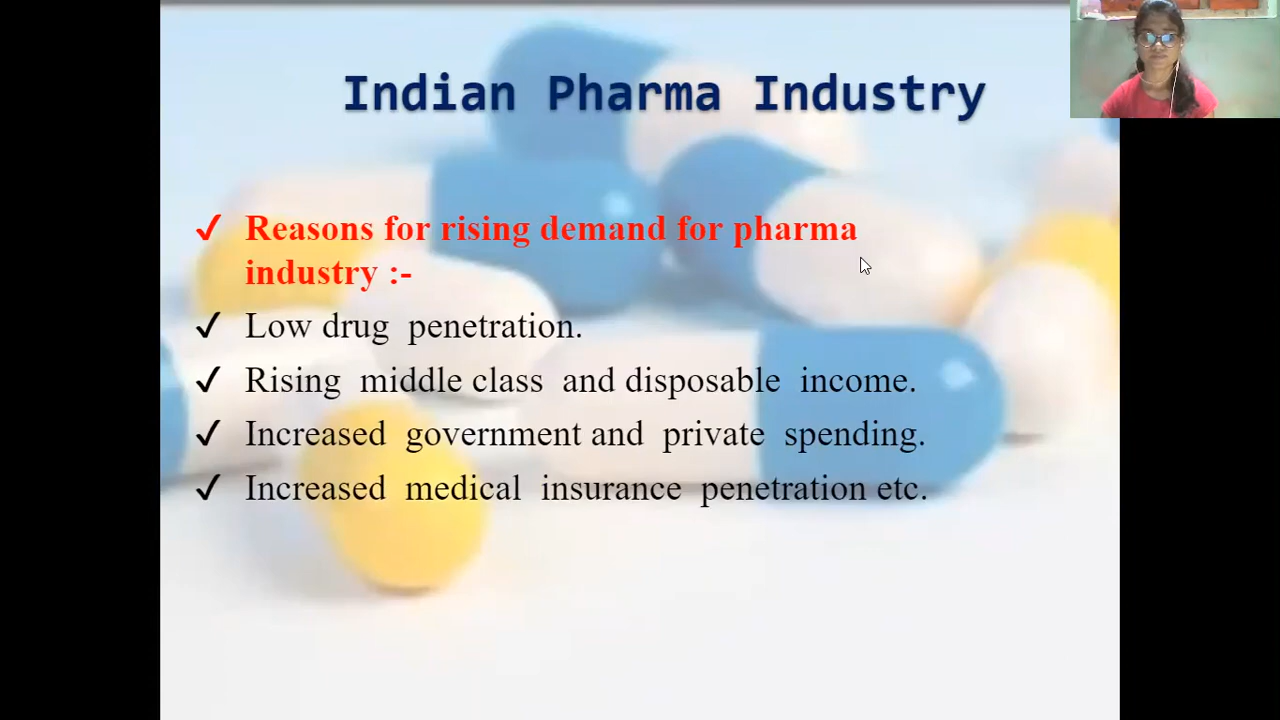 Indian Pharma Industry
✓ Reasons for rising demand for pharma
industry :-
✓ Low drug penetration.
✓ Rising middle class and disposable income.
✓ Increased government and private spending.
✓ Increased medical insurance penetration etc.